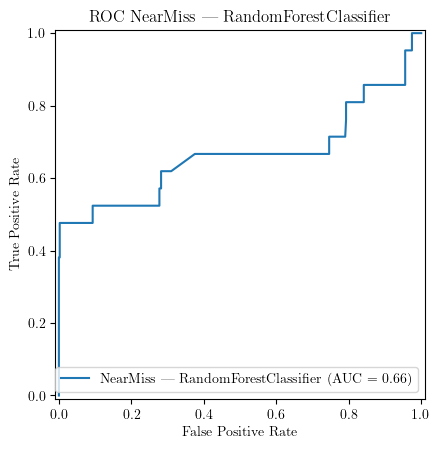 ROC NearMiss — RandomForestClassifier
1.0
0.8
0.6
0.4
0.2
0.0
True Positive Rate
NearMiss — RandomForestClassifier (AUC = 0.66)
0.0 0.2 0.4 0.6 0.8 1.0
False Positive Rate